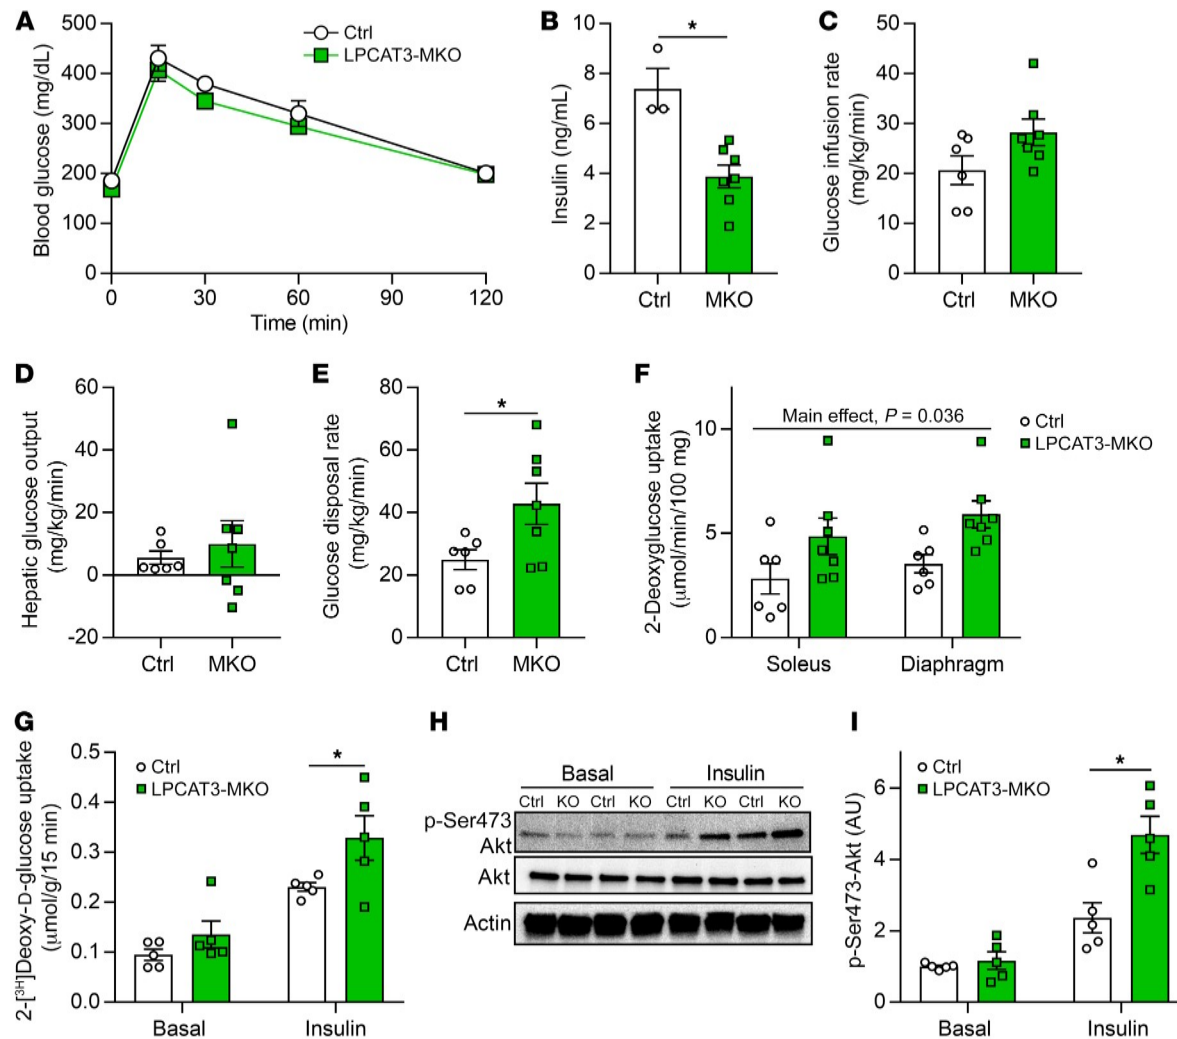 A
Blood glucose (mg/dL)
500
400
300
200
100
0
0 30 60 90 120
Time (min)
Ctrl
LPCAT3-MKO
B
Insulin (ng/mL)
10
8
6
4
2
0
*
Ctrl MKO
C
Glucose infusion rate
(mg/kg/min)
50
40
30
20
10
0
Ctrl MKO
D
Hepatic glucose output
(mg/kg/min)
60
40
20
0
-20
Ctrl MKO
E
Glucose disposal rate
(mg/kg/min)
80
60
40
20
0
*
Ctrl MKO
F
2-Deoxyglucose uptake
(μmol/min/100 mg)
10
5
0
Main effect, P = 0.036
Ctrl
LPCAT3-MKO
Soleus Diaphragm
G
2-[³H]Deoxy-D-glucose uptake
(μmol/g/15 min)
0.5
0.4
0.3
0.2
0.1
0.0
Ctrl
LPCAT3-MKO
*
Basal Insulin
H
Basal Insulin
Ctrl KO Ctrl KO Ctrl KO Ctrl KO
p-Ser473
Akt
Akt
Actin
I
p-Ser473-Akt (AU)
6
4
2
0
Ctrl
LPCAT3-MKO
*
Basal Insulin